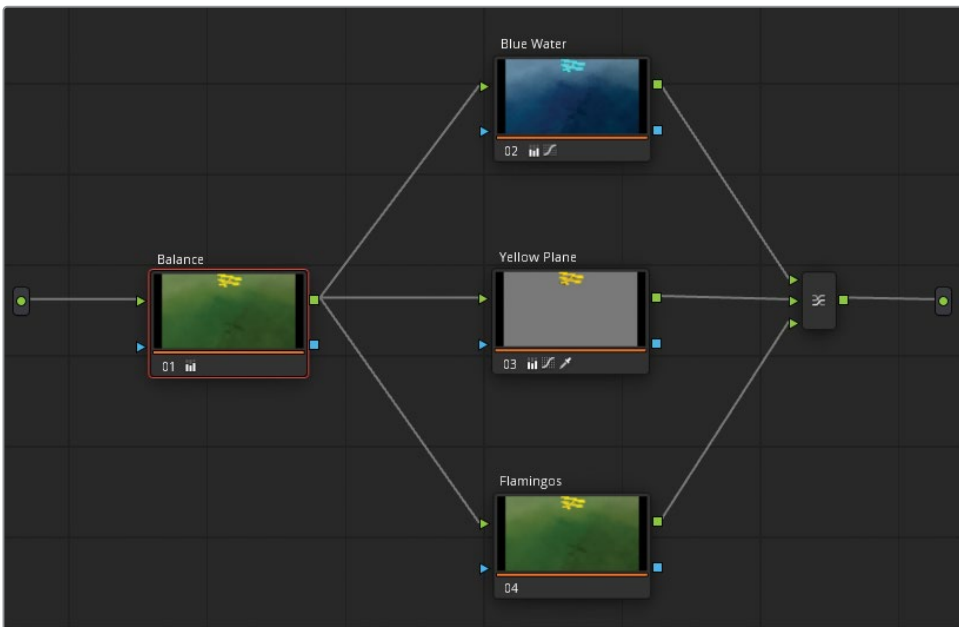 Blue Water
02
Balance
01
Yellow Plane
03
Flamingos
04